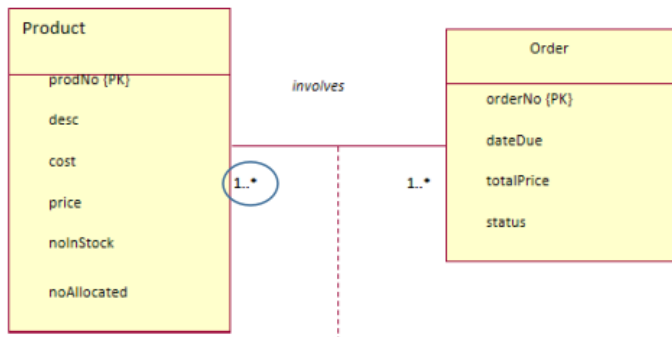 Product
prodNo {PK}
desc
cost
price
noInStock
noAllocated
involves
1..*
1..*
Order
orderNo {PK}
dateDue
totalPrice
status